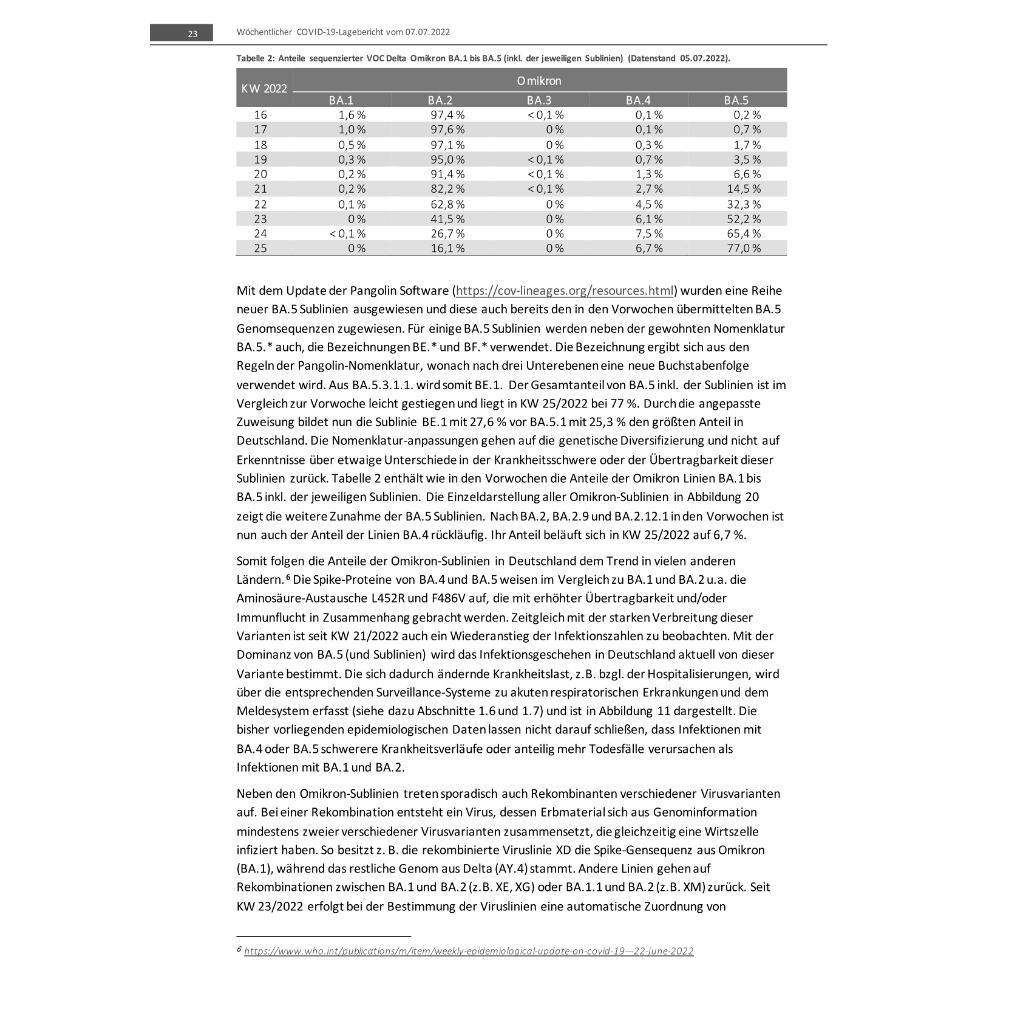 23 Wöchentlicher COVID-19-Lagebericht vom 07.07.2022
Tabelle 2: Anteile sequenzierter VOC Delta Omikron BA.1 bis BA.5 (inkl. der jeweiligen Sublinien) (Datenstand 05.07.2022).
KW 2022 Omikron
BA.1 BA.2 BA.3 BA.4 BA.5
16 1,6 % 97,4 % < 0,1 % 0,1 % 0,2 %
17 1,0 % 97,6 % 0 % 0,1 % 0,7 %
18 0,5 % 97,1 % 0 % 0,3 % 1,7 %
19 0,3 % 95,0 % < 0,1 % 0,7 % 3,5 %
20 0,2 % 91,4 % < 0,1 % 1,3 % 6,6 %
21 0,2 % 82,2 % < 0,1 % 2,7 % 14,5 %
22 0,1 % 62,8 % 0 % 4,5 % 32,3 %
23 0 % 41,5 % 0 % 6,1 % 52,2 %
24 < 0,1 % 26,7 % 0 % 7,5 % 65,4 %
25 0 % 16,1 % 0 % 6,7 % 77,0 %
Mit dem Update der Pangolin Software (https://cov-lineages.org/resources.html) wurden eine Reihe
neuer BA.5 Sublinien ausgewiesen und diese auch bereits den in den Vorwochen übermittelten BA.5
Genomsequenzen zugewiesen. Für einige BA.5 Sublinien werden neben der gewohnten Nomenklatur
BA.5.* auch, die Bezeichnungen BE.* und BF.* verwendet. Die Bezeichnung ergibt sich aus den
Regeln der Pangolin-Nomenklatur, wonach nach drei Unterebenen eine neue Buchstabenfolge
verwendet wird. Aus BA.5.3.1.1. wird somit BE.1. Der Gesamtanteil von BA.5 inkl. der Sublinien ist im
Vergleich zur Vorwoche leicht gestiegen und liegt in KW 25/2022 bei 77 %. Durch die angepasste
Zuweisung bildet nun die Sublinie BE.1 mit 27,6 % vor BA.5.1 mit 25,3 % den größten Anteil in
Deutschland. Die Nomenklatur-anpassungen gehen auf die genetische Diversifizierung und nicht auf
Erkenntnisse über etwaige Unterschiede in der Krankheitsschwere oder der Übertragbarkeit dieser
Sublinien zurück. Tabelle 2 enthält wie in den Vorwochen die Anteile der Omikron Linien BA.1 bis
BA.5 inkl. der jeweiligen Sublinien. Die Einzeldarstellung aller Omikron-Sublinien in Abbildung 20
zeigt die weitere Zunahme der BA.5 Sublinien. Nach BA.2, BA.2.9 und BA.2.12.1 in den Vorwochen ist
nun auch der Anteil der Linien BA.4 rückläufig. Ihr Anteil beläuft sich in KW 25/2022 auf 6,7 %.
Somit folgen die Anteile der Omikron-Sublinien in Deutschland dem Trend in vielen anderen
Ländern.6 Die Spike-Proteine von BA.4 und BA.5 weisen im Vergleich zu BA.1 und BA.2 u.a. die
Aminosäure-Austausche L452R und F486V auf, die mit erhöhter Übertragbarkeit und/oder
Immunflucht in Zusammenhang gebracht werden. Zeitgleich mit der starken Verbreitung dieser
Varianten ist seit KW 21/2022 auch ein Wiederanstieg der Infektionszahlen zu beobachten. Mit der
Dominanz von BA.5 (und Sublinien) wird das Infektionsgeschehen in Deutschland aktuell von dieser
Variante bestimmt. Die sich dadurch ändernde Krankheitslast, z.B. bzgl. der Hospitalisierungen, wird
über die entsprechenden Surveillance-Systeme zu akuten respiratorischen Erkrankungen und dem
Meldesystem erfasst (siehe dazu Abschnitte 1.6 und 1.7) und ist in Abbildung 11 dargestellt. Die
bisher vorliegenden epidemiologischen Daten lassen nicht darauf schließen, dass Infektionen mit
BA.4 oder BA.5 schwerere Krankheitsverläufe oder anteilig mehr Todesfälle verursachen als
Infektionen mit BA.1 und BA.2.
Neben den Omikron-Sublinien treten sporadisch auch Rekombinanten verschiedener Virusvarianten
auf. Bei einer Rekombination entsteht ein Virus, dessen Erbmaterial sich aus Genominformation
mindestens zweier verschiedener Virusvarianten zusammensetzt, die gleichzeitig eine Wirtszelle
infiziert haben. So besitzt z. B. die rekombinierte Viruslinie XD die Spike-Gensequenz aus Omikron
(BA.1), während das restliche Genom aus Delta (AY.4) stammt. Andere Linien gehen auf
Rekombinationen zwischen BA.1 und BA.2 (z.B. XE, XG) oder BA.1.1 und BA.2 (z.B. XM) zurück. Seit
KW 23/2022 erfolgt bei der Bestimmung der Viruslinien eine automatische Zuordnung von
6 https://www.who.int/publications/m/item/weekly-epidemiological-update-on-covid-19---22-june-2022